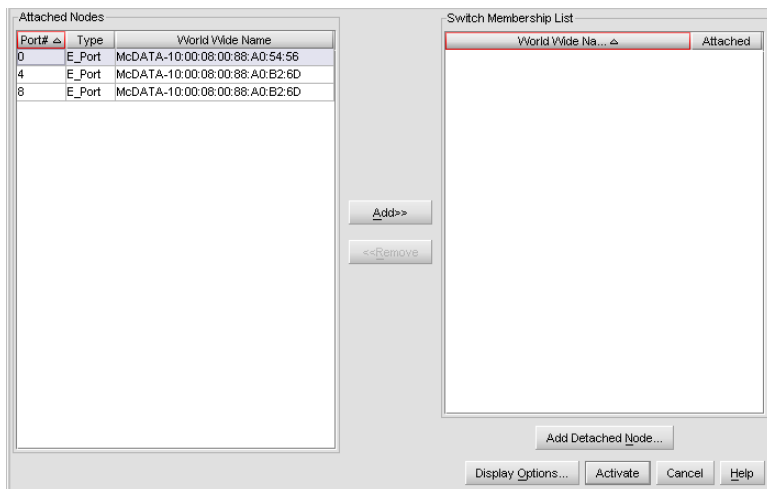 Attached Nodes
Port# Type World Wide Name
0 E_Port McDATA-10:00:08:00:88:A0:54:56
4 E_Port McDATA-10:00:08:00:88:A0:B2:6D
8 E_Port McDATA-10:00:08:00:88:A0:B2:6D
Add>>
<<Remove
Switch Membership List
World Wide Na... Attached
Add Detached Node...
Display Options... Activate Cancel Help